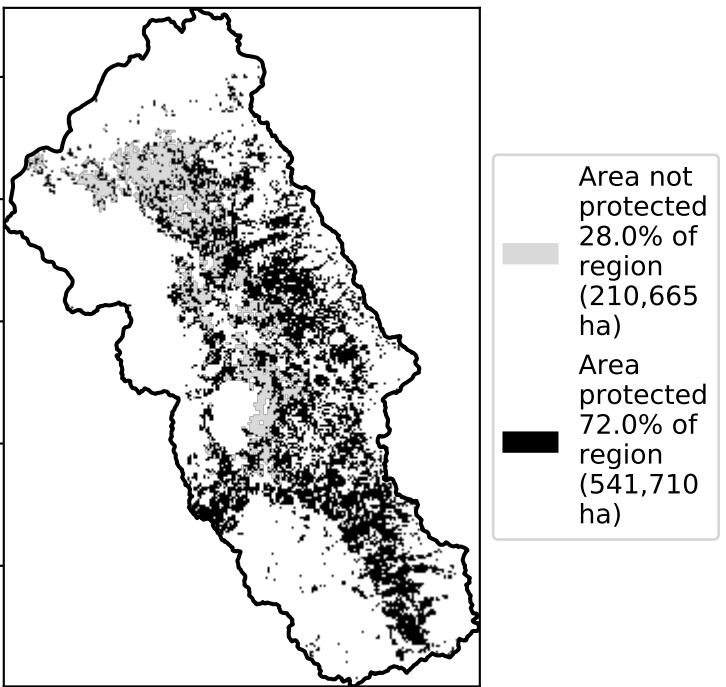 Area not
protected
28.0% of
region
(210,665
ha)
Area
protected
72.0% of
region
(541,710
ha)